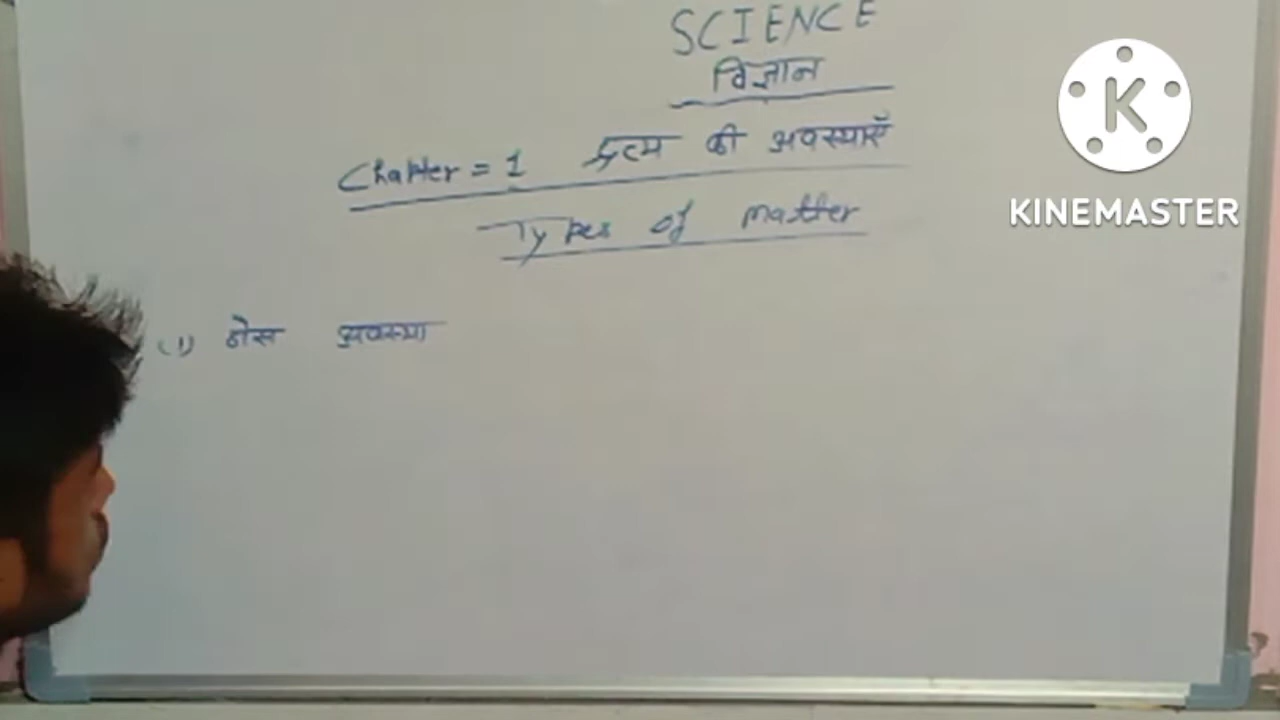 SCIENCE
विज्ञान
Chapter = 1 द्रव्य की अवस्थाएँ
Types of matter
(1) ठोस अवस्था
KINEMASTER